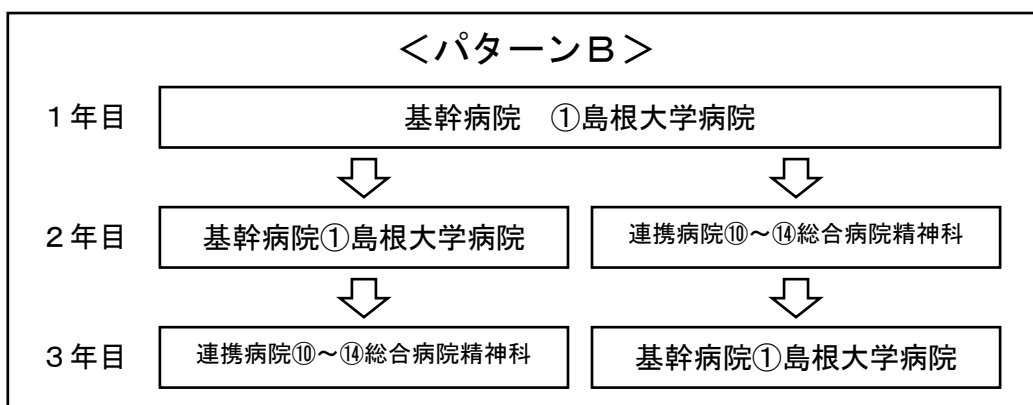 ＜パターンＢ＞
１年目 基幹病院　①島根大学病院
２年目 基幹病院①島根大学病院 連携病院⑩～⑭総合病院精神科
３年目 連携病院⑩～⑭総合病院精神科 基幹病院①島根大学病院